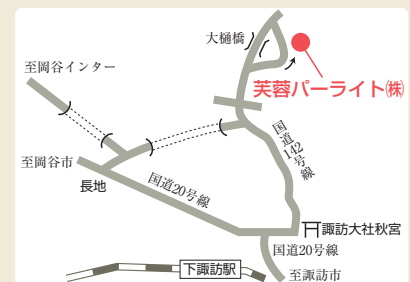 大樋橋
至岡谷インター
芙蓉パーライト㈱
国道142号線
至岡谷市
長地
国道20号線
諏訪大社秋宮
国道20号線
下諏訪駅
至諏訪市